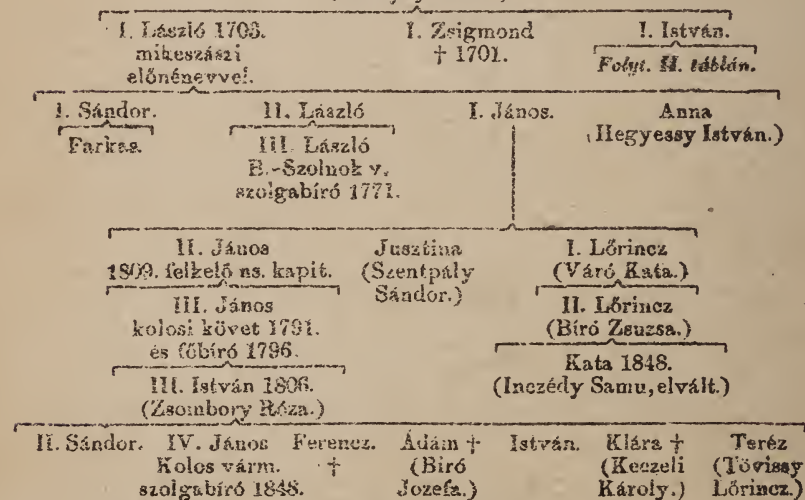 I. László 1703. I. Zsigmond I. István.
mikeszászi † 1701. Folyt. II. táblán.
előnévvel.
I. Sándor. II. László I. János. Anna
Farkas. III. László (Hegyessy István.)
B.-Szolnok v.
szolgabíró 1771.
II. János Jusztina I. Lőrincz
1809. felkelő ns. kapit. (Szentpály (Váró Kata.)
III. János Sándor.) II. Lőrincz
kolosi követ 1791. (Bíró Zsuzsa.)
és főbíró 1796. Kata 1848.
III. István 1806. (Inczédy Samu, elvált.)
(Zsombory Róza.)
II. Sándor. IV. János Ferencz. Ádám † István. Klára † Teréz
Kolos várm. † (Biró (Keczeli (Tövissy
szolgabíró 1848. Jozefa.) Károly.) Lőrincz.)